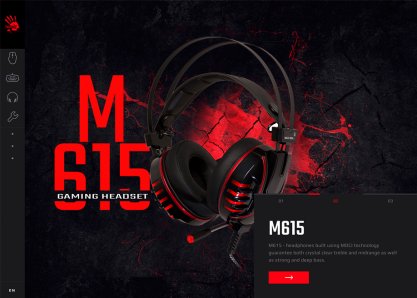 M
615
GAMING HEADSET
01
02
03
M615
M615 - headphones built using MOCI technology
guarantee both crystal clear treble and midrange as well
as strong and deep bass.
EN